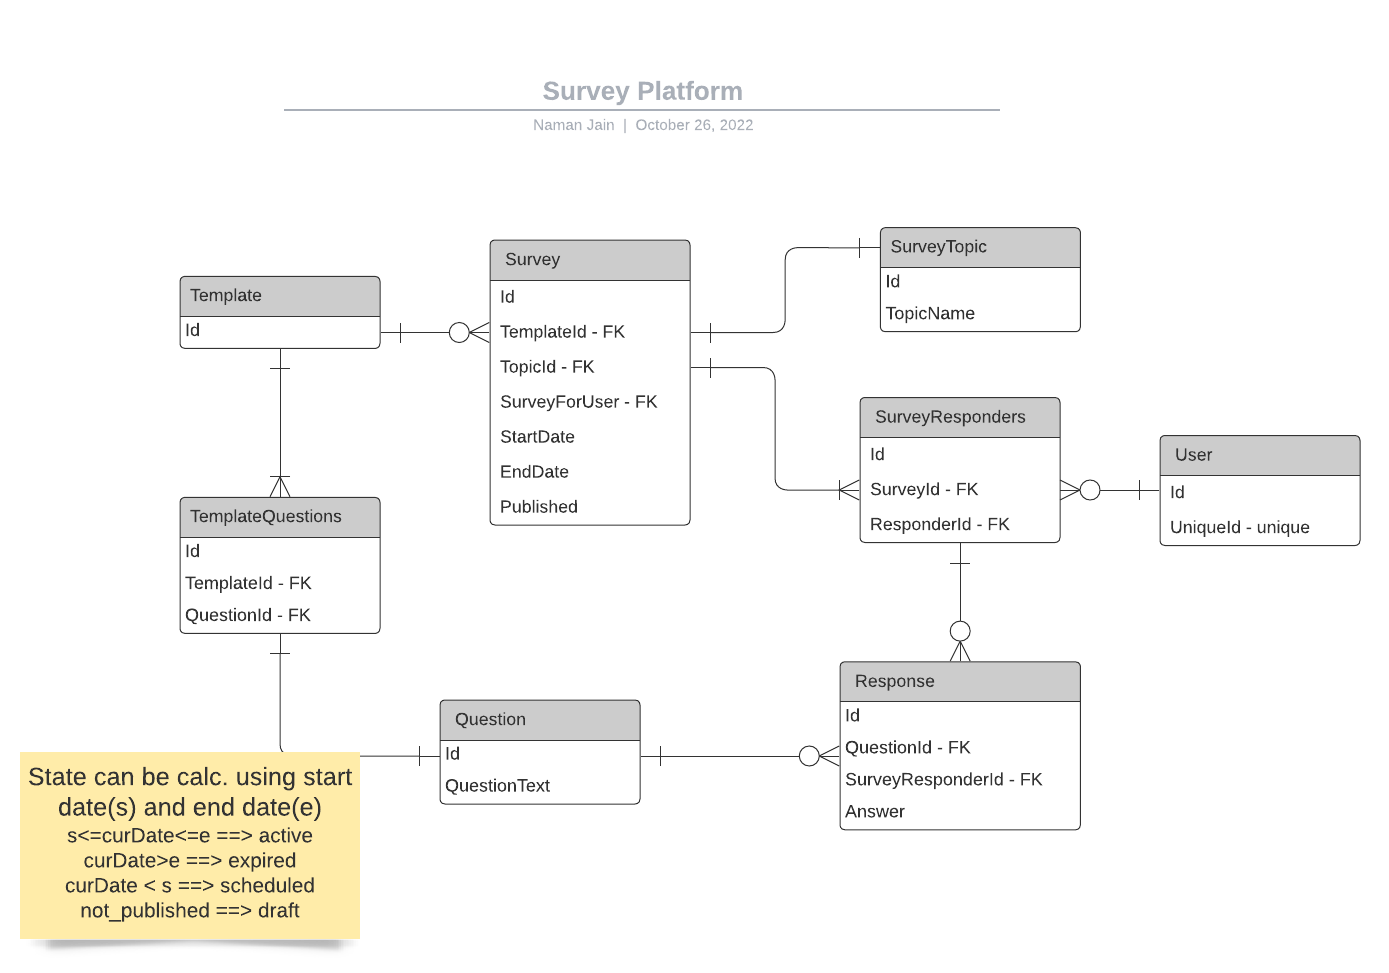 Survey Platform
Naman Jain | October 26, 2022
Template
Id
Survey
Id
TemplateId - FK
TopicId - FK
SurveyForUser - FK
StartDate
EndDate
Published
SurveyTopic
Id
TopicName
SurveyResponders
Id
SurveyId - FK
ResponderId - FK
User
Id
UniqueId - unique
TemplateQuestions
Id
TemplateId - FK
QuestionId - FK
Question
Id
QuestionText
Response
Id
QuestionId - FK
SurveyResponderId - FK
Answer
State can be calc. using start
date(s) and end date(e)
s<=curDate<=e ==> active
curDate>e ==> expired
curDate < s ==> scheduled
not_published ==> draft